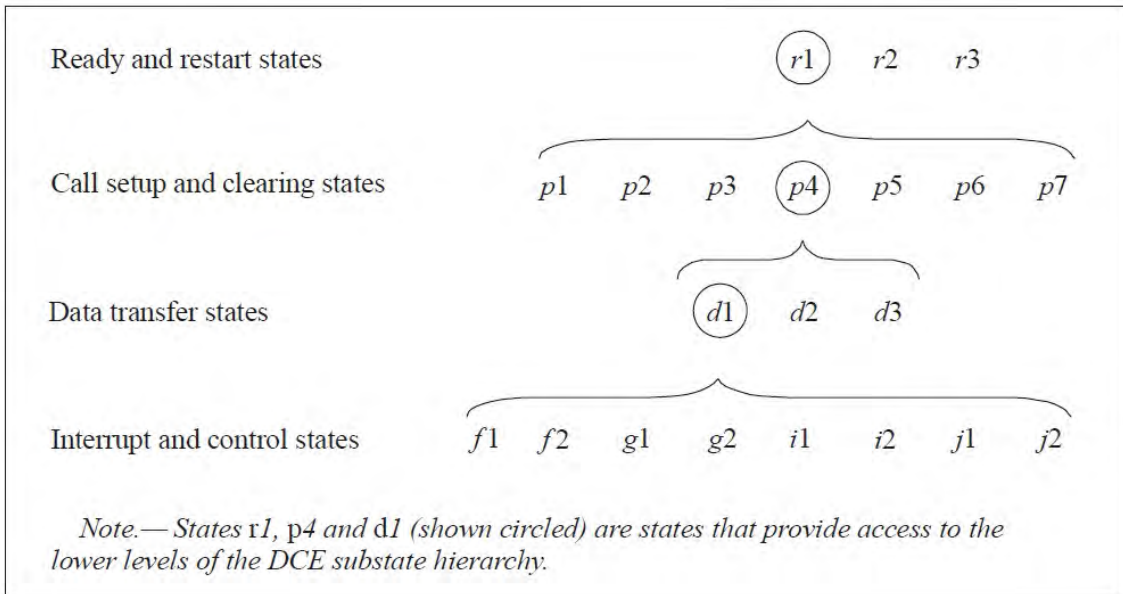 Ready and restart states r1 r2 r3
Call setup and clearing states p1 p2 p3 p4 p5 p6 p7
Data transfer states d1 d2 d3
Interrupt and control states f1 f2 g1 g2 i1 i2 j1 j2
Note.— States r1, p4 and d1 (shown circled) are states that provide access to the
lower levels of the DCE substate hierarchy.